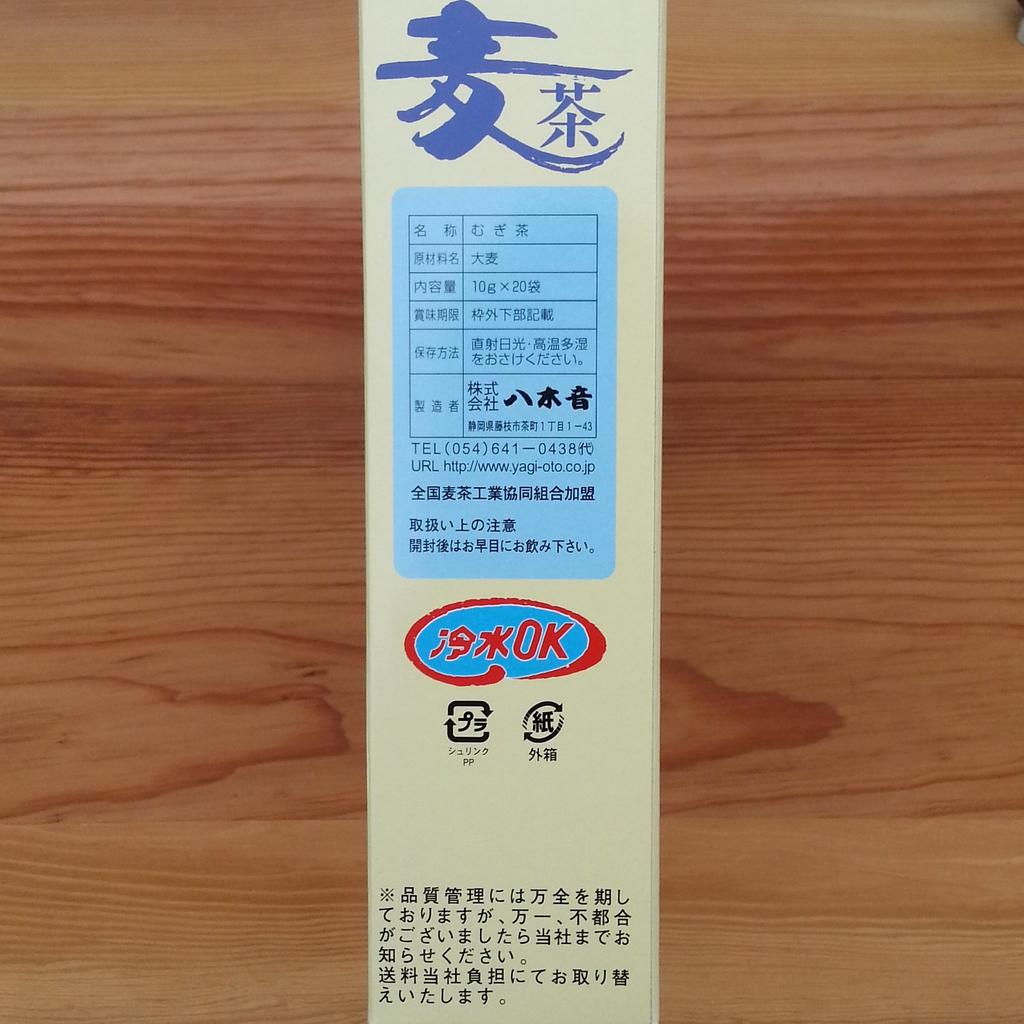 麦茶
名称 むぎ茶
原材料名 大麦
内容量 10g×20袋
賞味期限 枠外下部記載
保存方法 直射日光・高温多湿
をおさけください。
製造者 株式会社 八木音
静岡県藤枝市茶町1丁目1-43
TEL(054)641-0438㈹
URL http://www.yagi-oto.co.jp
全国麦茶工業協同組合加盟
取扱い上の注意
開封後はお早目にお飲み下さい。
冷水OK
プラ 紙
シュリンク 外箱
PP
※品質管理には万全を期し
ておりますが、万一、不都合
がございましたら当社までお
知らせください。
送料当社負担にてお取り替
えいたします。